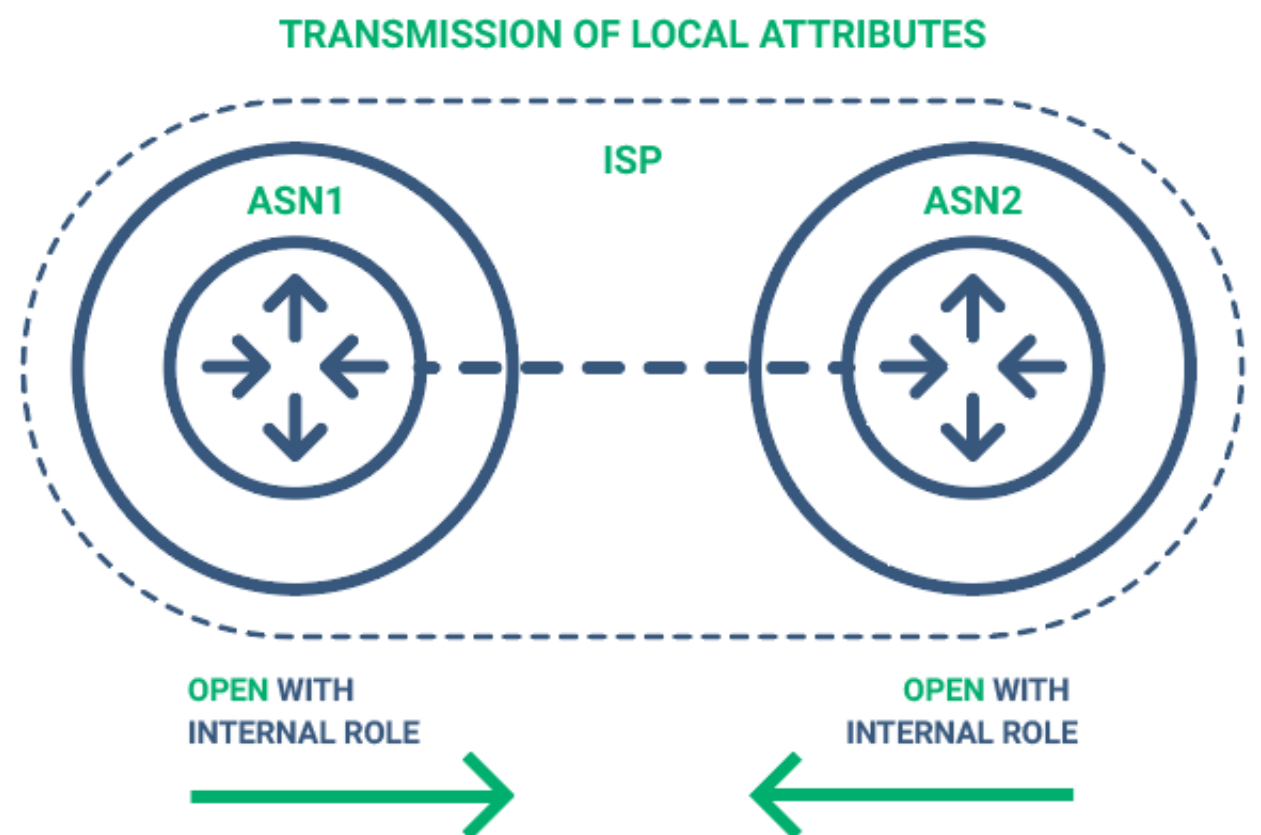 TRANSMISSION OF LOCAL ATTRIBUTES
ISP
ASN1
ASN2
OPEN WITH
INTERNAL ROLE
OPEN WITH
INTERNAL ROLE